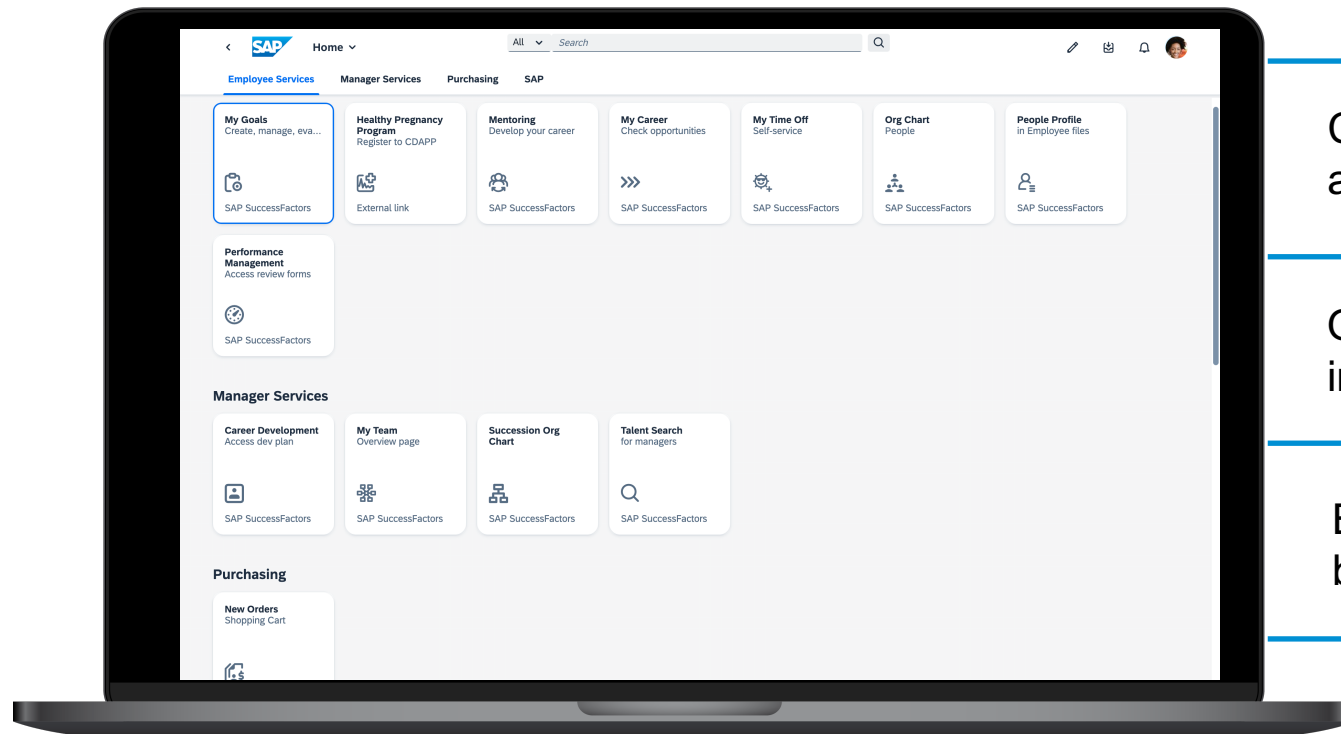 SAP Home
All Search
Employee Services Manager Services Purchasing SAP
My Goals
Create, manage, eva...
SAP SuccessFactors
Healthy Pregnancy
Program
Register to CDAPP
External link
Mentoring
Develop your career
SAP SuccessFactors
My Career
Check opportunities
SAP SuccessFactors
My Time Off
Self-service
SAP SuccessFactors
Org Chart
People
SAP SuccessFactors
People Profile
in Employee files
SAP SuccessFactors
Performance
Management
Access review forms
SAP SuccessFactors
Manager Services
Career Development
Access dev plan
SAP SuccessFactors
My Team
Overview page
SAP SuccessFactors
Succession Org
Chart
SAP SuccessFactors
Talent Search
for managers
SAP SuccessFactors
Purchasing
New Orders
Shopping Cart